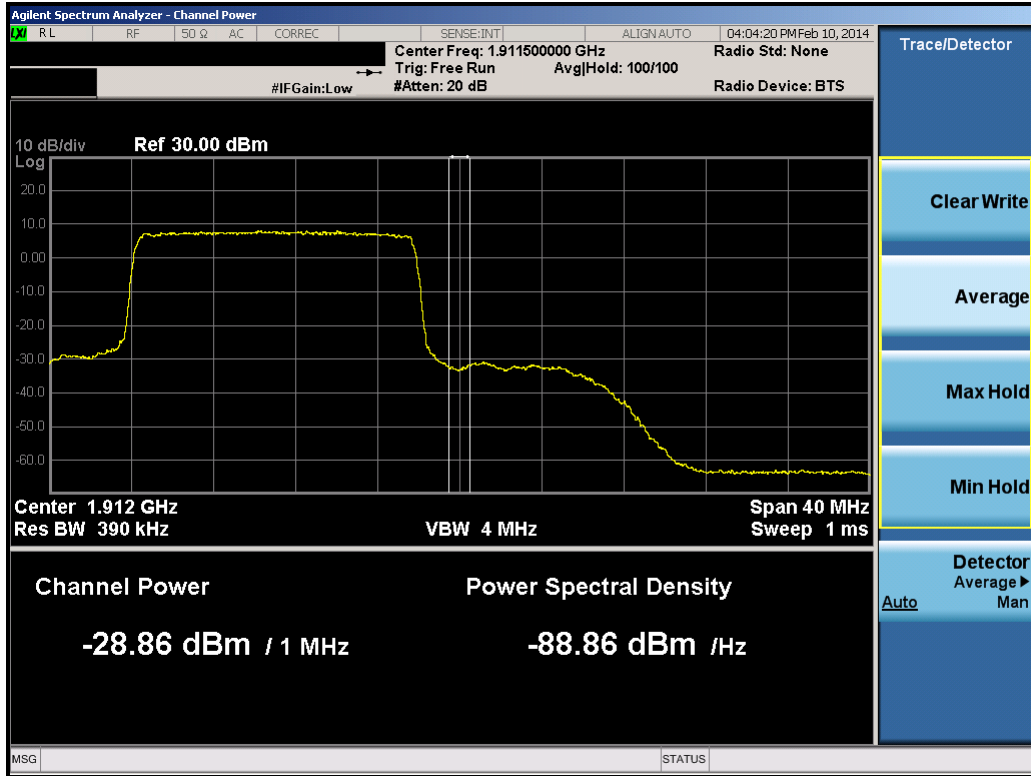 Agilent Spectrum Analyzer - Channel Power
LXI RL RF 50 Ω AC CORREC SENSE:INT ALIGN AUTO 04:04:20 PM Feb 10, 2014
Center Freq: 1.911500000 GHz Radio Std: None
Trig: Free Run Avg|Hold: 100/100
#IFGain:Low #Atten: 20 dB Radio Device: BTS
10 dB/div Ref 30.00 dBm
Log
20.0
10.0
0.00
-10.0
-20.0
-30.0
-40.0
-50.0
-60.0
Center 1.912 GHz Span 40 MHz
Res BW 390 kHz VBW 4 MHz Sweep 1 ms
Channel Power Power Spectral Density
-28.86 dBm / 1 MHz -88.86 dBm /Hz
MSG STATUS
Trace/Detector
Clear Write
Average
Max Hold
Min Hold
Detector
Average
Auto Man